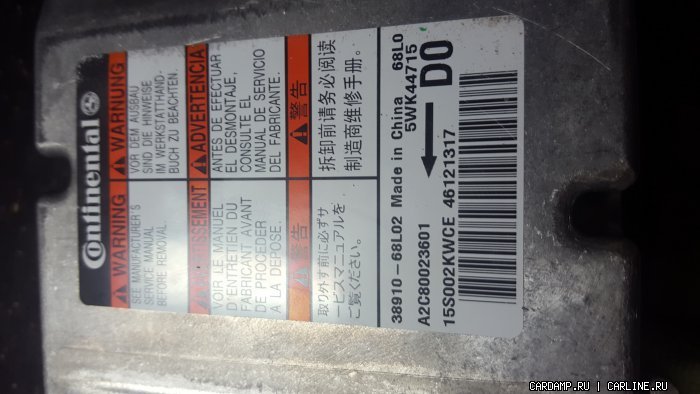 Continental
WARNING
SEE MANUFACTURER'S
SERVICE MANUAL
BEFORE REMOVAL.
WARNUNG
VOR DEM AUSBAU
SIND DIE HINWEISE
IM WERKSTATTHAND-
BUCH ZU BEACHTEN.
AVERTISSEMENT
VOIR LE MANUEL
D'ENTRETIEN DU
FABRICANT AVANT
DE PROCEDER
A LA DEPOSE.
ADVERTENCIA
ANTES DE EFECTUAR
EL DESMONTAJE,
CONSULTE EL
MANUAL DE SERVICIO
DEL FABRICANTE.
警告
取り外す前に必ずサ
ービスマニュアルを
ご覧ください。
警告
拆卸前请务必阅读
制造商维修手册。
38910-68L02 Made in China 68L0
5WK44715
A2C80023601 D0
15S002KWCE 46121317
CARDAMP.RU | CARLINE.RU